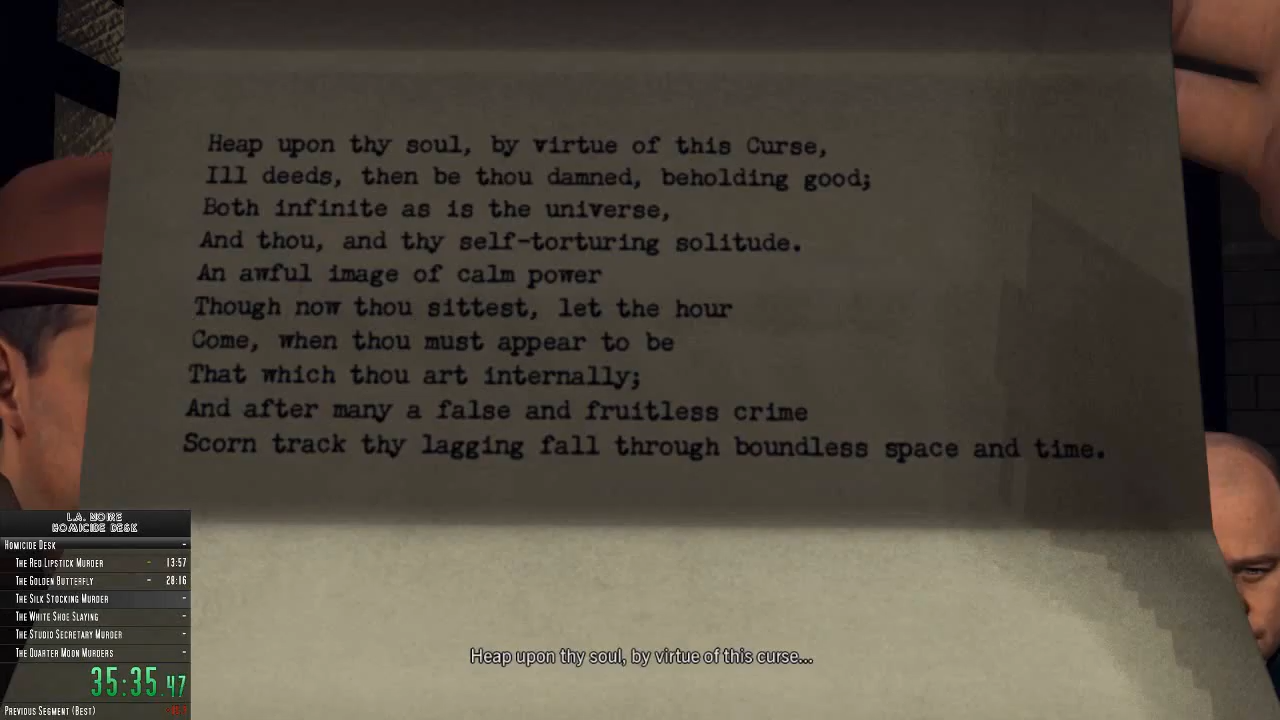 Heap upon thy soul, by virtue of this Curse,
Ill deeds, then be thou damned, beholding good;
Both infinite as is the universe,
And thou, and thy self-torturing solitude.
An awful image of calm power
Though now thou sittest, let the hour
Come, when thou must appear to be
That which thou art internally;
And after many a false and fruitless crime
Scorn track thy lagging fall through boundless space and time.
Heap upon thy soul, by virtue of this curse...
L.A. NOIRE
HOMICIDE DESK
HOMICIDE DESK -
THE RED LIPSTICK MURDER - 13:57
THE GOLDEN BUTTERFLY - 28:16
THE SILK STOCKING MURDER -
THE WHITE SHOE SLAYING -
THE STUDIO SECRETARY MURDER -
THE QUARTER MOON MURDERS -
35:35.47
PREVIOUS SEGMENT (BEST)